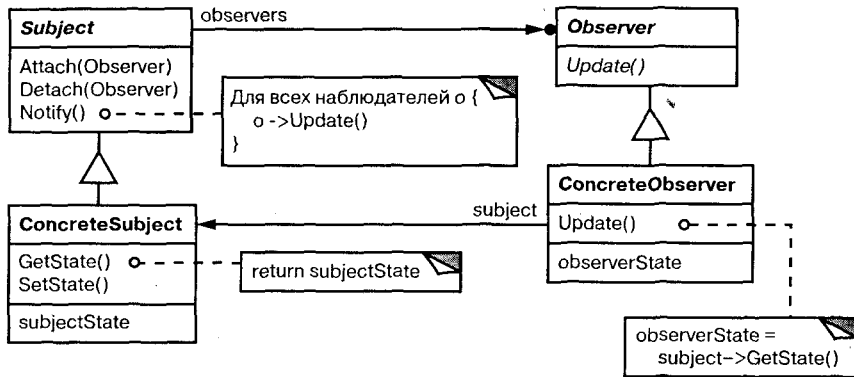 Subject
Attach(Observer)
Detach(Observer)
Notify()
observers
Observer
Update()
Для всех наблюдателей о {
о ->Update()
}
ConcreteSubject
GetState()
SetState()
subjectState
return subjectState
subject
ConcreteObserver
Update()
observerState
observerState =
subject->GetState()